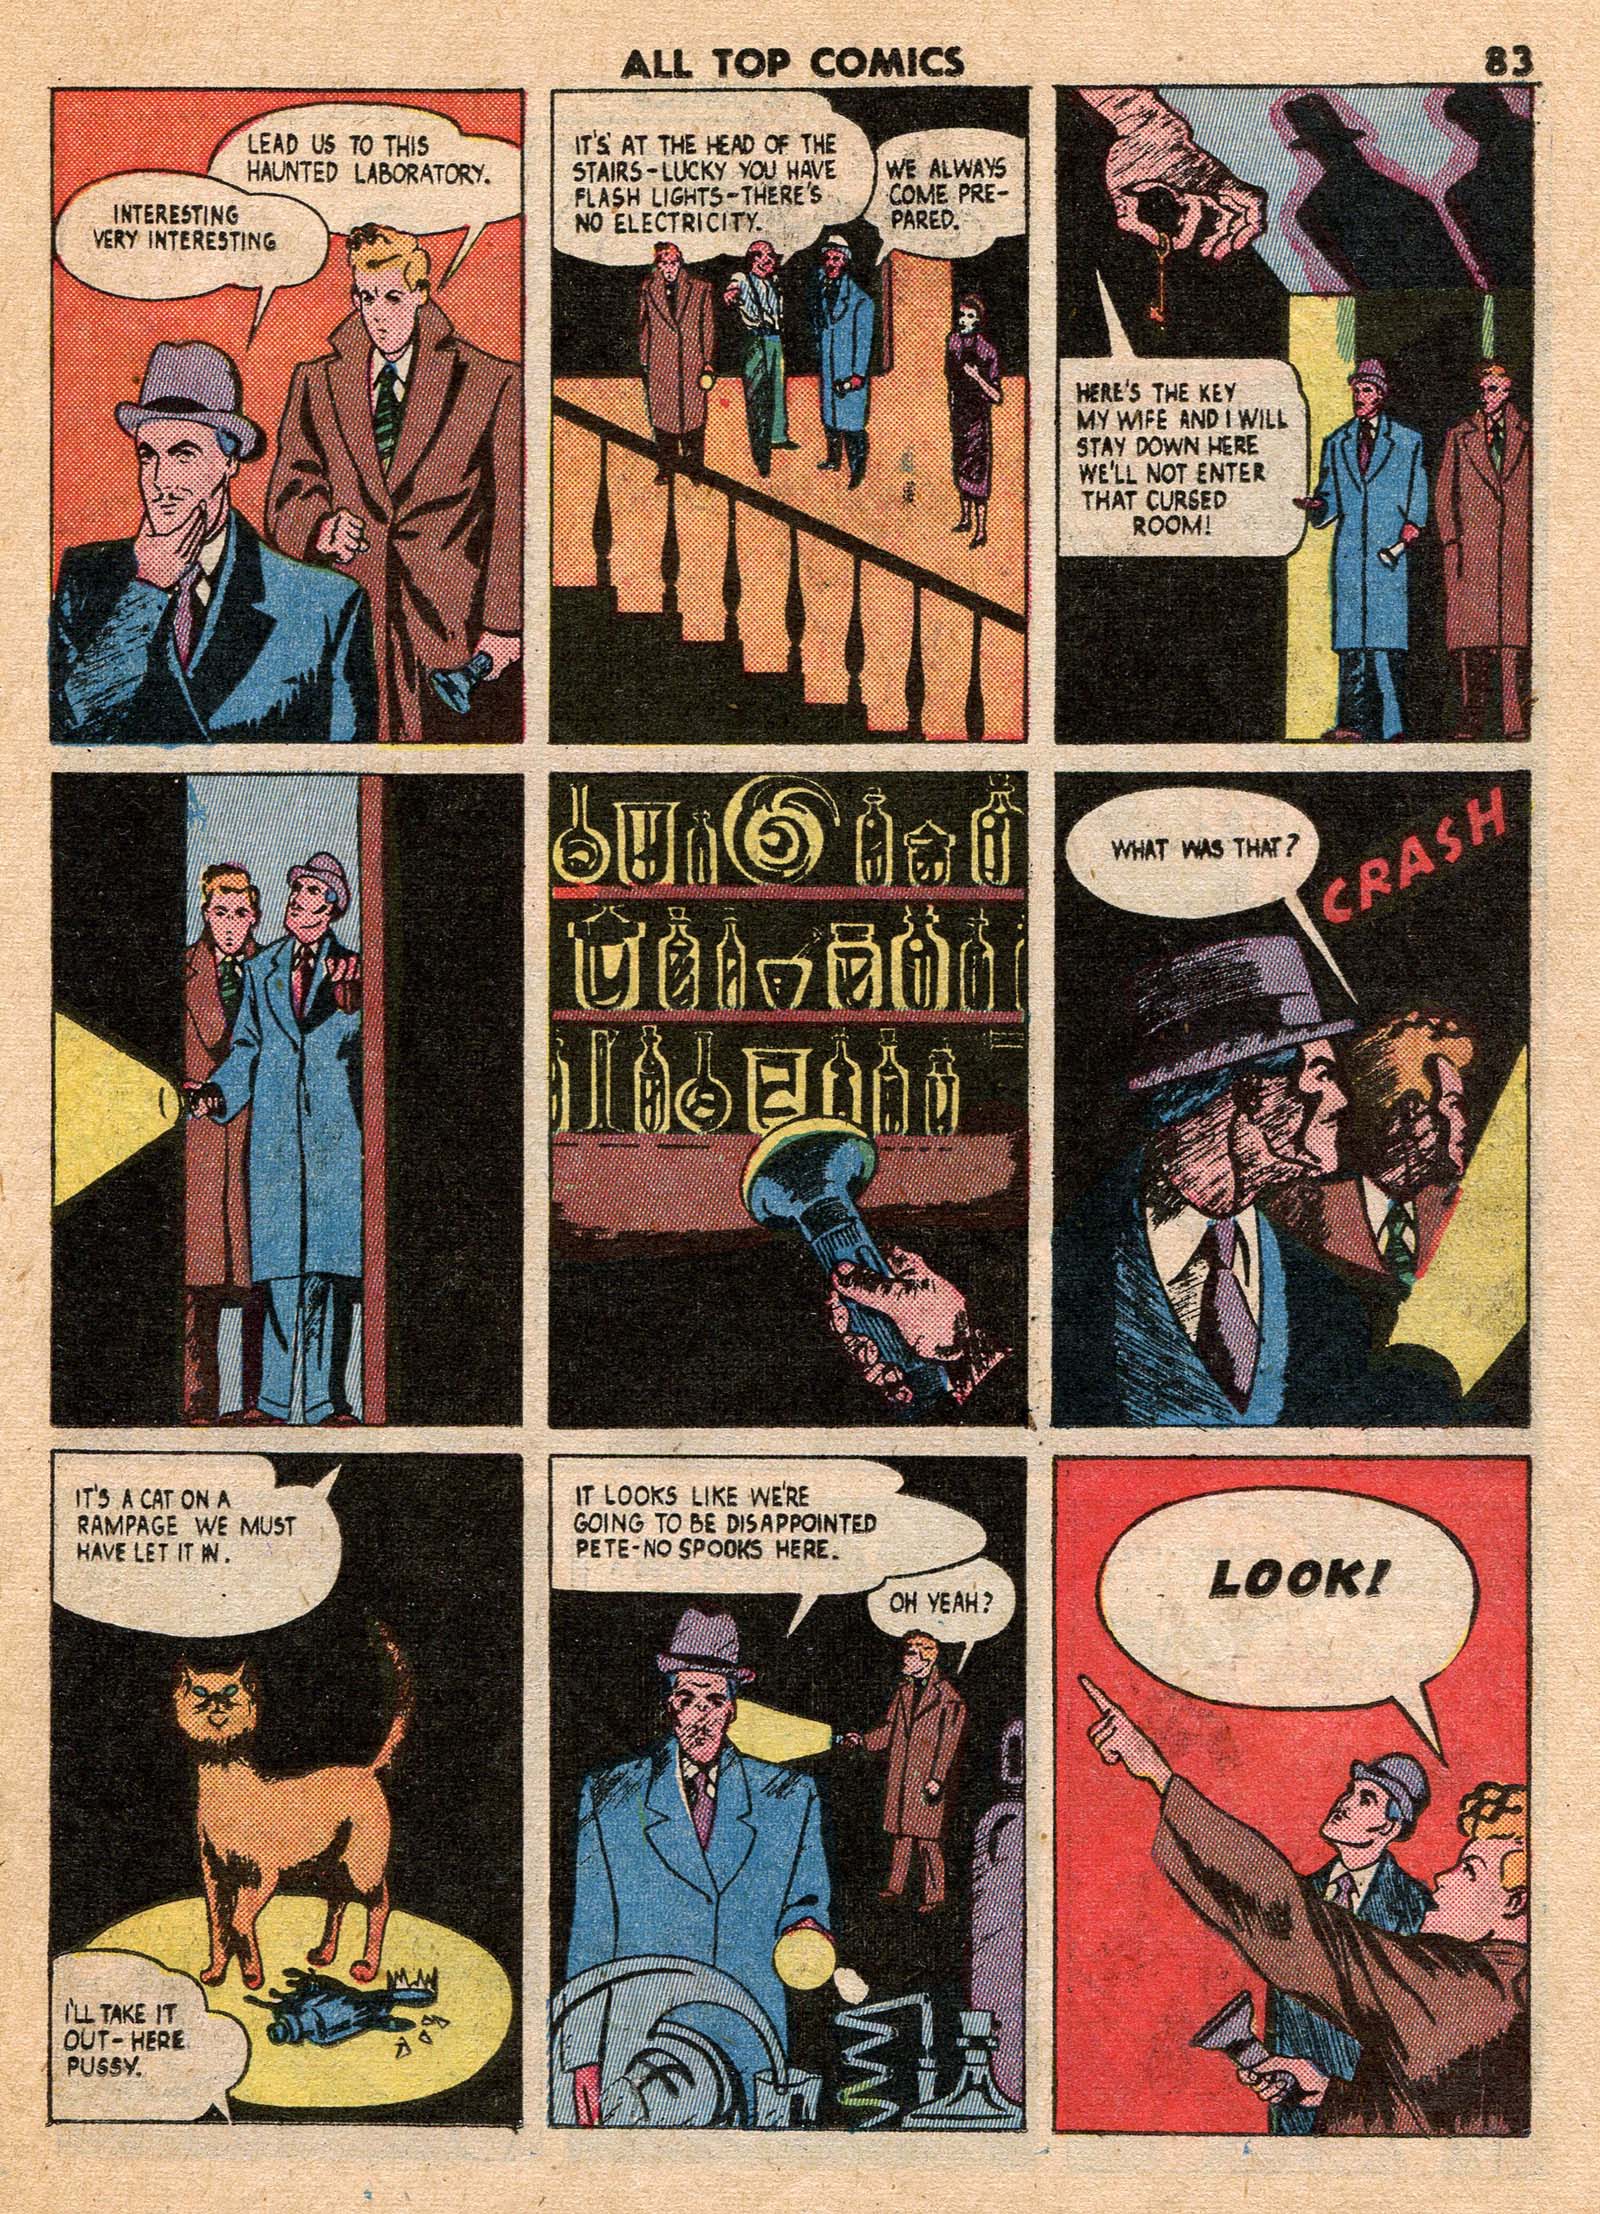 ALL TOP COMICS
83
LEAD US TO THIS
HAUNTED LABORATORY.
INTERESTING
VERY INTERESTING
IT'S AT THE HEAD OF THE
STAIRS-LUCKY YOU HAVE
FLASH LIGHTS-THERE'S
NO ELECTRICITY.
WE ALWAYS
COME PRE-
PARED.
HERE'S THE KEY
MY WIFE AND I WILL
STAY DOWN HERE
WE'LL NOT ENTER
THAT CURSED
ROOM!
WHAT WAS THAT?
CRASH
IT'S A CAT ON A
RAMPAGE WE MUST
HAVE LET IT IN.
I'LL TAKE IT
OUT-HERE
PUSSY.
IT LOOKS LIKE WE'RE
GOING TO BE DISAPPOINTED
PETE-NO SPOOKS HERE.
OH YEAH?
LOOK!